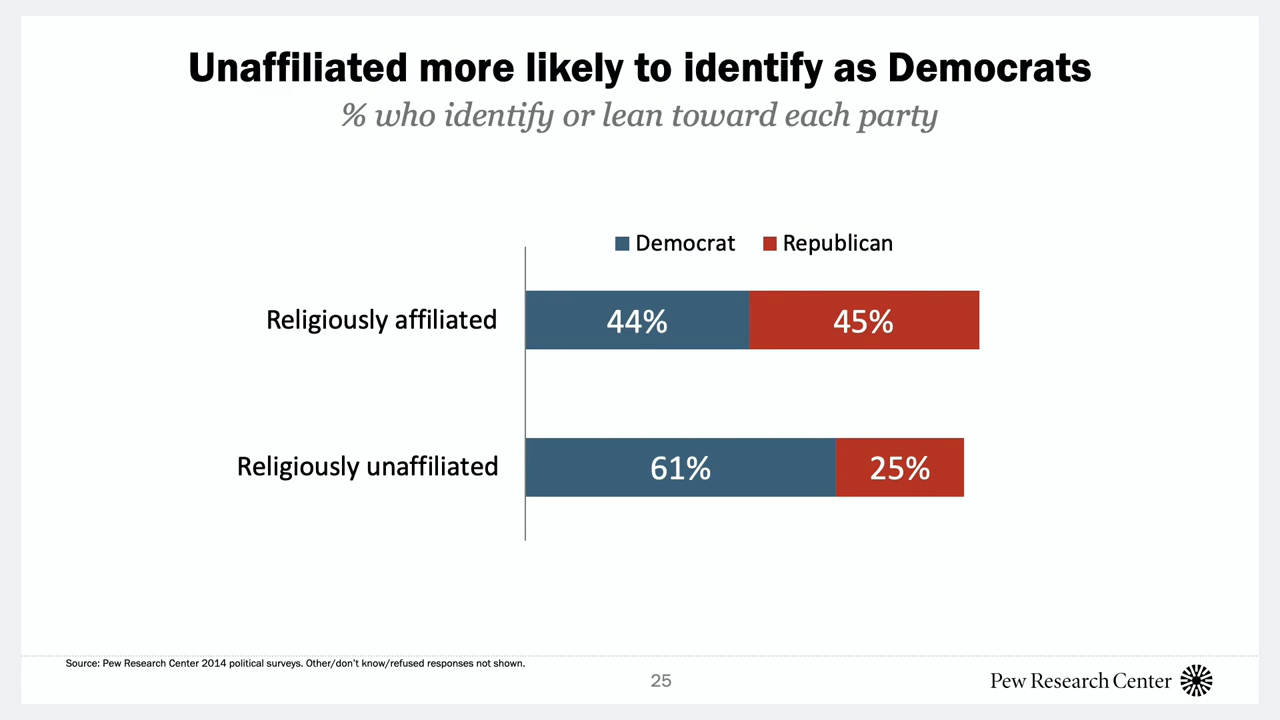 Unaffiliated more likely to identify as Democrats
% who identify or lean toward each party
Democrat Republican
Religiously affiliated 44% 45%
Religiously unaffiliated 61% 25%
Source: Pew Research Center 2014 political surveys. Other/don’t know/refused responses not shown.
25
Pew Research Center